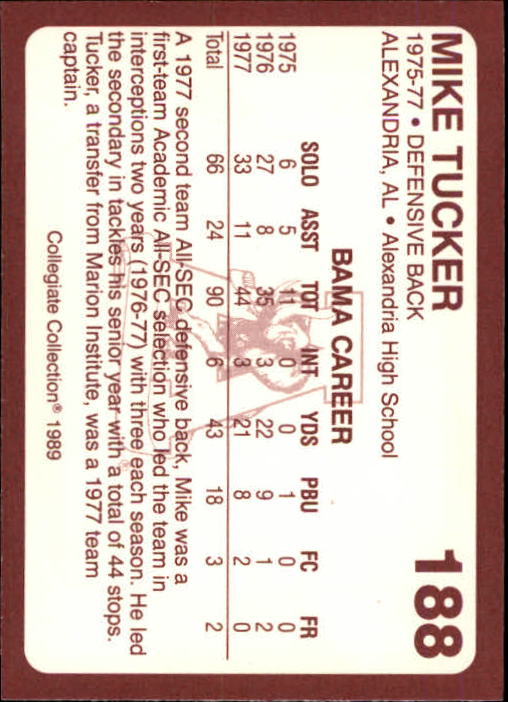 MIKE TUCKER 188
1975-77 • DEFENSIVE BACK
ALEXANDRIA, AL • Alexandria High School
BAMA CAREER
SOLO ASST TOT INT YDS PBU FC FR
1975 6 5 11 0 0 1 0 0
1976 27 8 35 3 22 9 1 2
1977 33 11 44 3 21 8 2 0
Total 66 24 90 6 43 18 3 2
A 1977 second team All-SEC defensive back, Mike was a
first-team Academic All-SEC selection who led the team in
interceptions two years (1976-77) with three each season. He led
the secondary in tackles his senior year with a total of 44 stops.
Tucker, a transfer from Marion Institute, was a 1977 team
captain.
Collegiate Collection® 1989